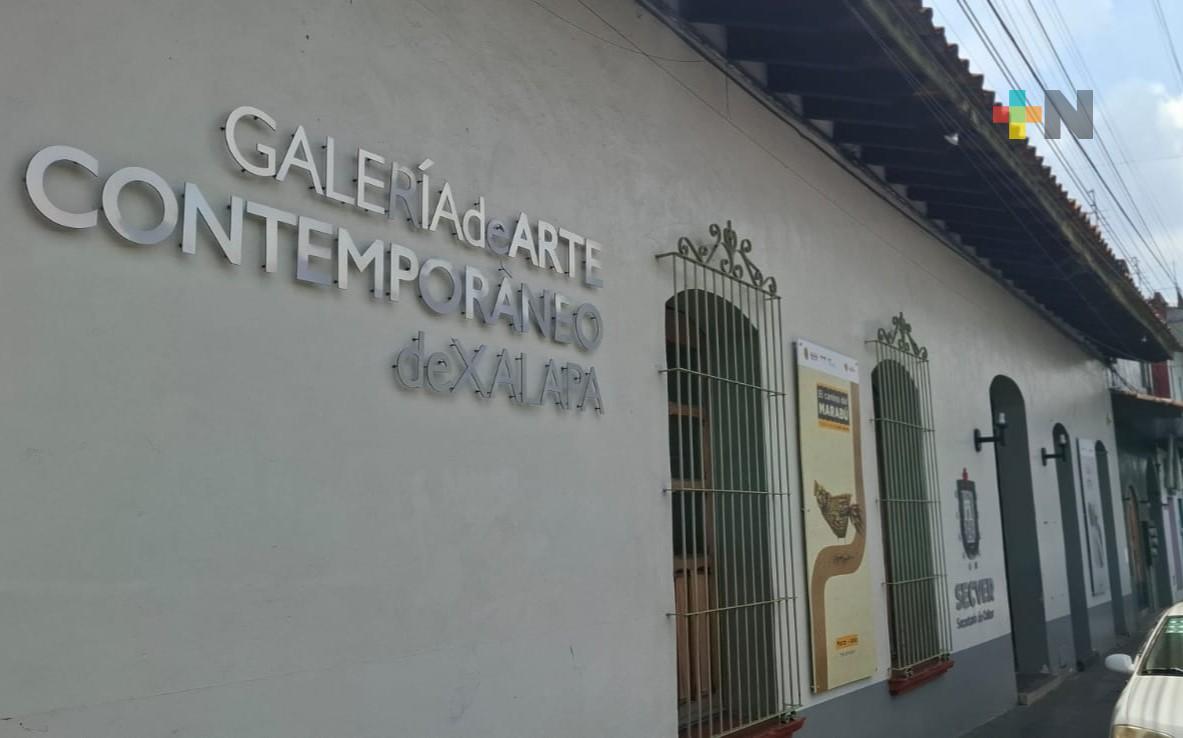 GALERÍAdeARTE
CONTEMPORÁNEO
deXALAPA
+N
El camino del
MARABÚ
SECVER
Secretaría de Cultura